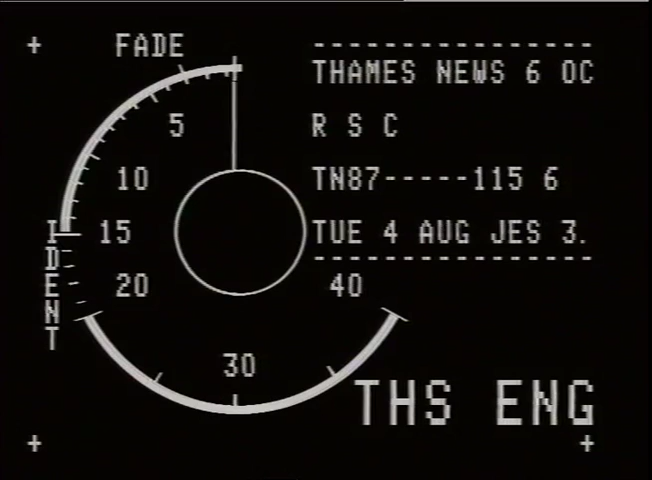 FADE
THAMES NEWS 6 OC
R S C
TN87-----115 6
TUE 4 AUG JES 3.
5
10
15
20
30
40
IDENT
THS ENG